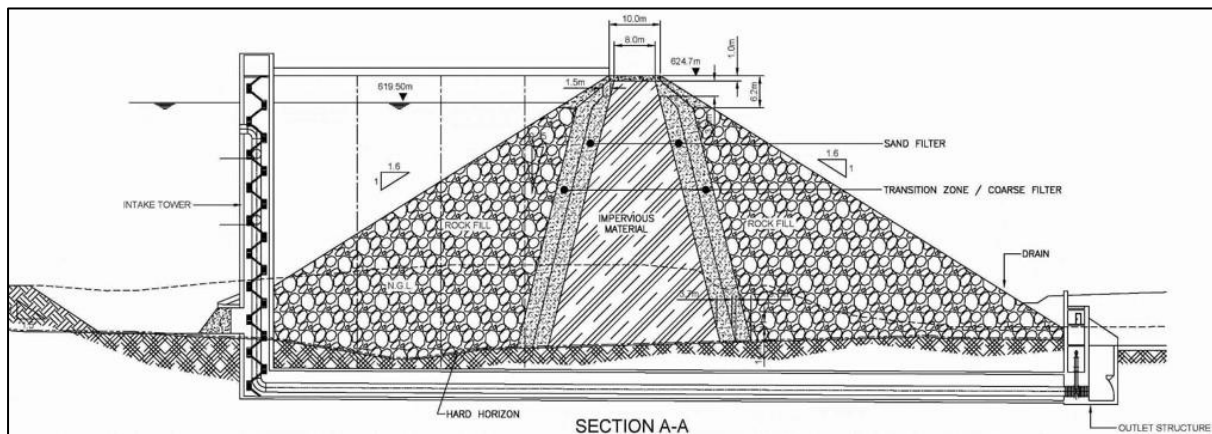 10.0m
8.0m
1.0m
624.7m
619.50m
1.5m
6.2m
SAND FILTER
1.6
1
1.6
1
TRANSITION ZONE / COARSE FILTER
INTAKE TOWER
ROCK FILL
IMPERVIOUS
MATERIAL
ROCK FILL
DRAIN
N.G.L
HARD HORIZON
SECTION A-A
OUTLET STRUCTURE